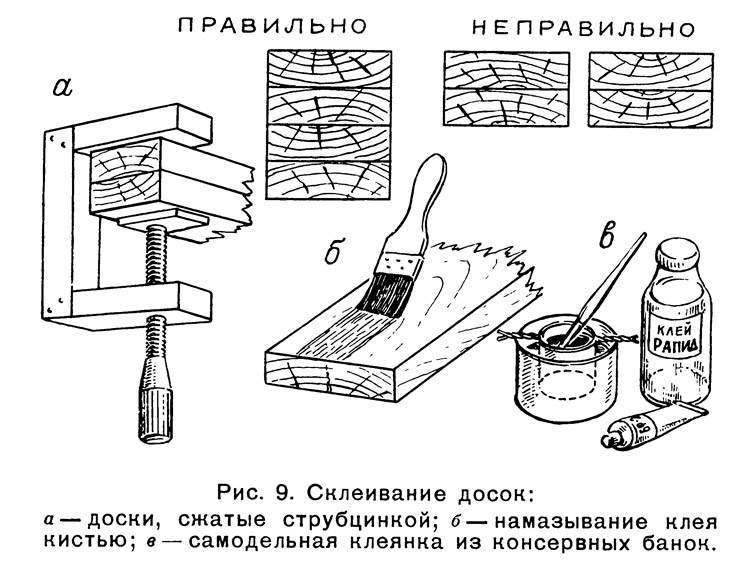 ПРАВИЛЬНО
НЕПРАВИЛЬНО
а
б
в
КЛЕЙ
РАПИД
Рис. 9. Склеивание досок:
а — доски, сжатые струбцинкой; б — намазывание клея
кистью; в — самодельная клеянка из консервных банок.